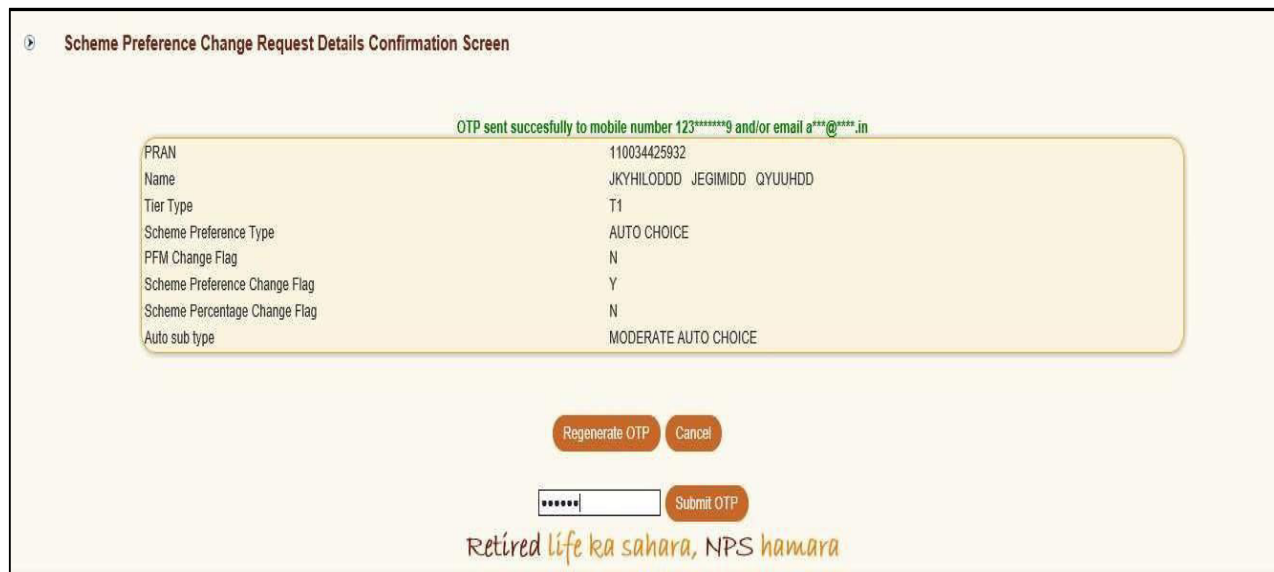 Scheme Preference Change Request Details Confirmation Screen
OTP sent succesfully to mobile number 123*******9 and/or email a***@****.in
PRAN 110034425932
Name JKYHILODDD JEGIMIDD QYUUHDD
Tier Type T1
Scheme Preference Type AUTO CHOICE
PFM Change Flag N
Scheme Preference Change Flag Y
Scheme Percentage Change Flag N
Auto sub type MODERATE AUTO CHOICE
Regenerate OTP Cancel
•••••• Submit OTP
Retired life ka sahara, NPS hamara